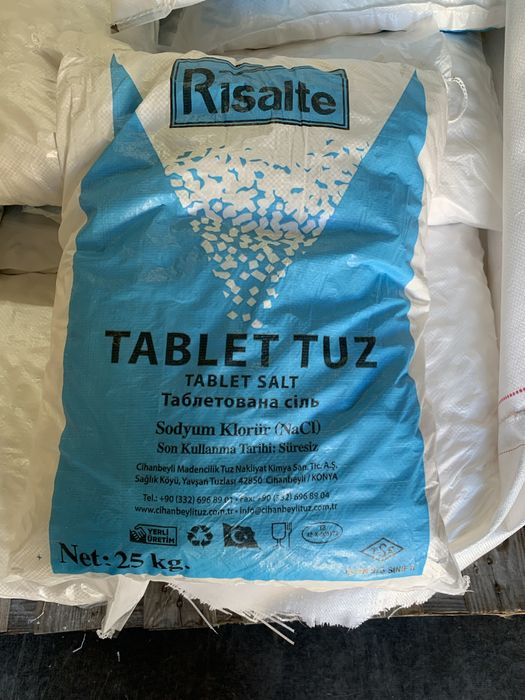 Risalte
TABLET TUZ
TABLET SALT
Таблетована сіль
Sodyum Klorür (NaCl)
Son Kullanma Tarihi: Süresiz
Cihanbeyli Madencilik Tuz Nakliyat Kimya San. Tic. A.Ş.
Sağlık Köyü, Yavşan Tuzlası 42850 Cihanbeyli / KONYA
Tel.: +90 (332) 696 89 01 • Fax: +90 (332) 696 89 04
www.cihanbeylituz.com.tr • info@cihanbeylituz.com.tr
YERLİ
ÜRETİM
Net: 25 kg.